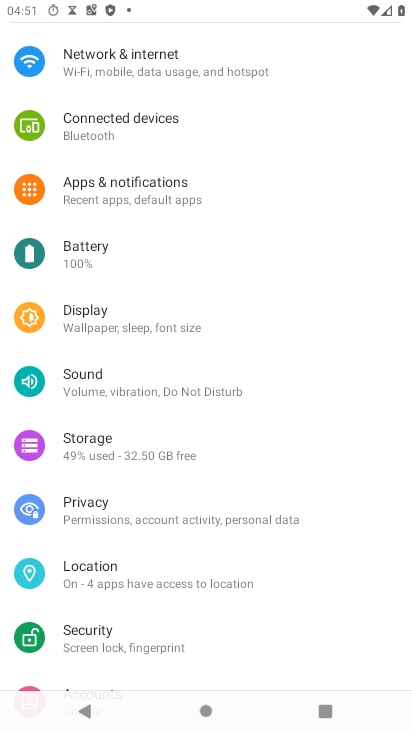 04:51
Network & internet
Wi-Fi, mobile, data usage, and hotspot
Connected devices
Bluetooth
Apps & notifications
Recent apps, default apps
Battery
100%
Display
Wallpaper, sleep, font size
Sound
Volume, vibration, Do Not Disturb
Storage
49% used - 32.50 GB free
Privacy
Permissions, account activity, personal data
Location
On - 4 apps have access to location
Security
Screen lock, fingerprint
Accounts